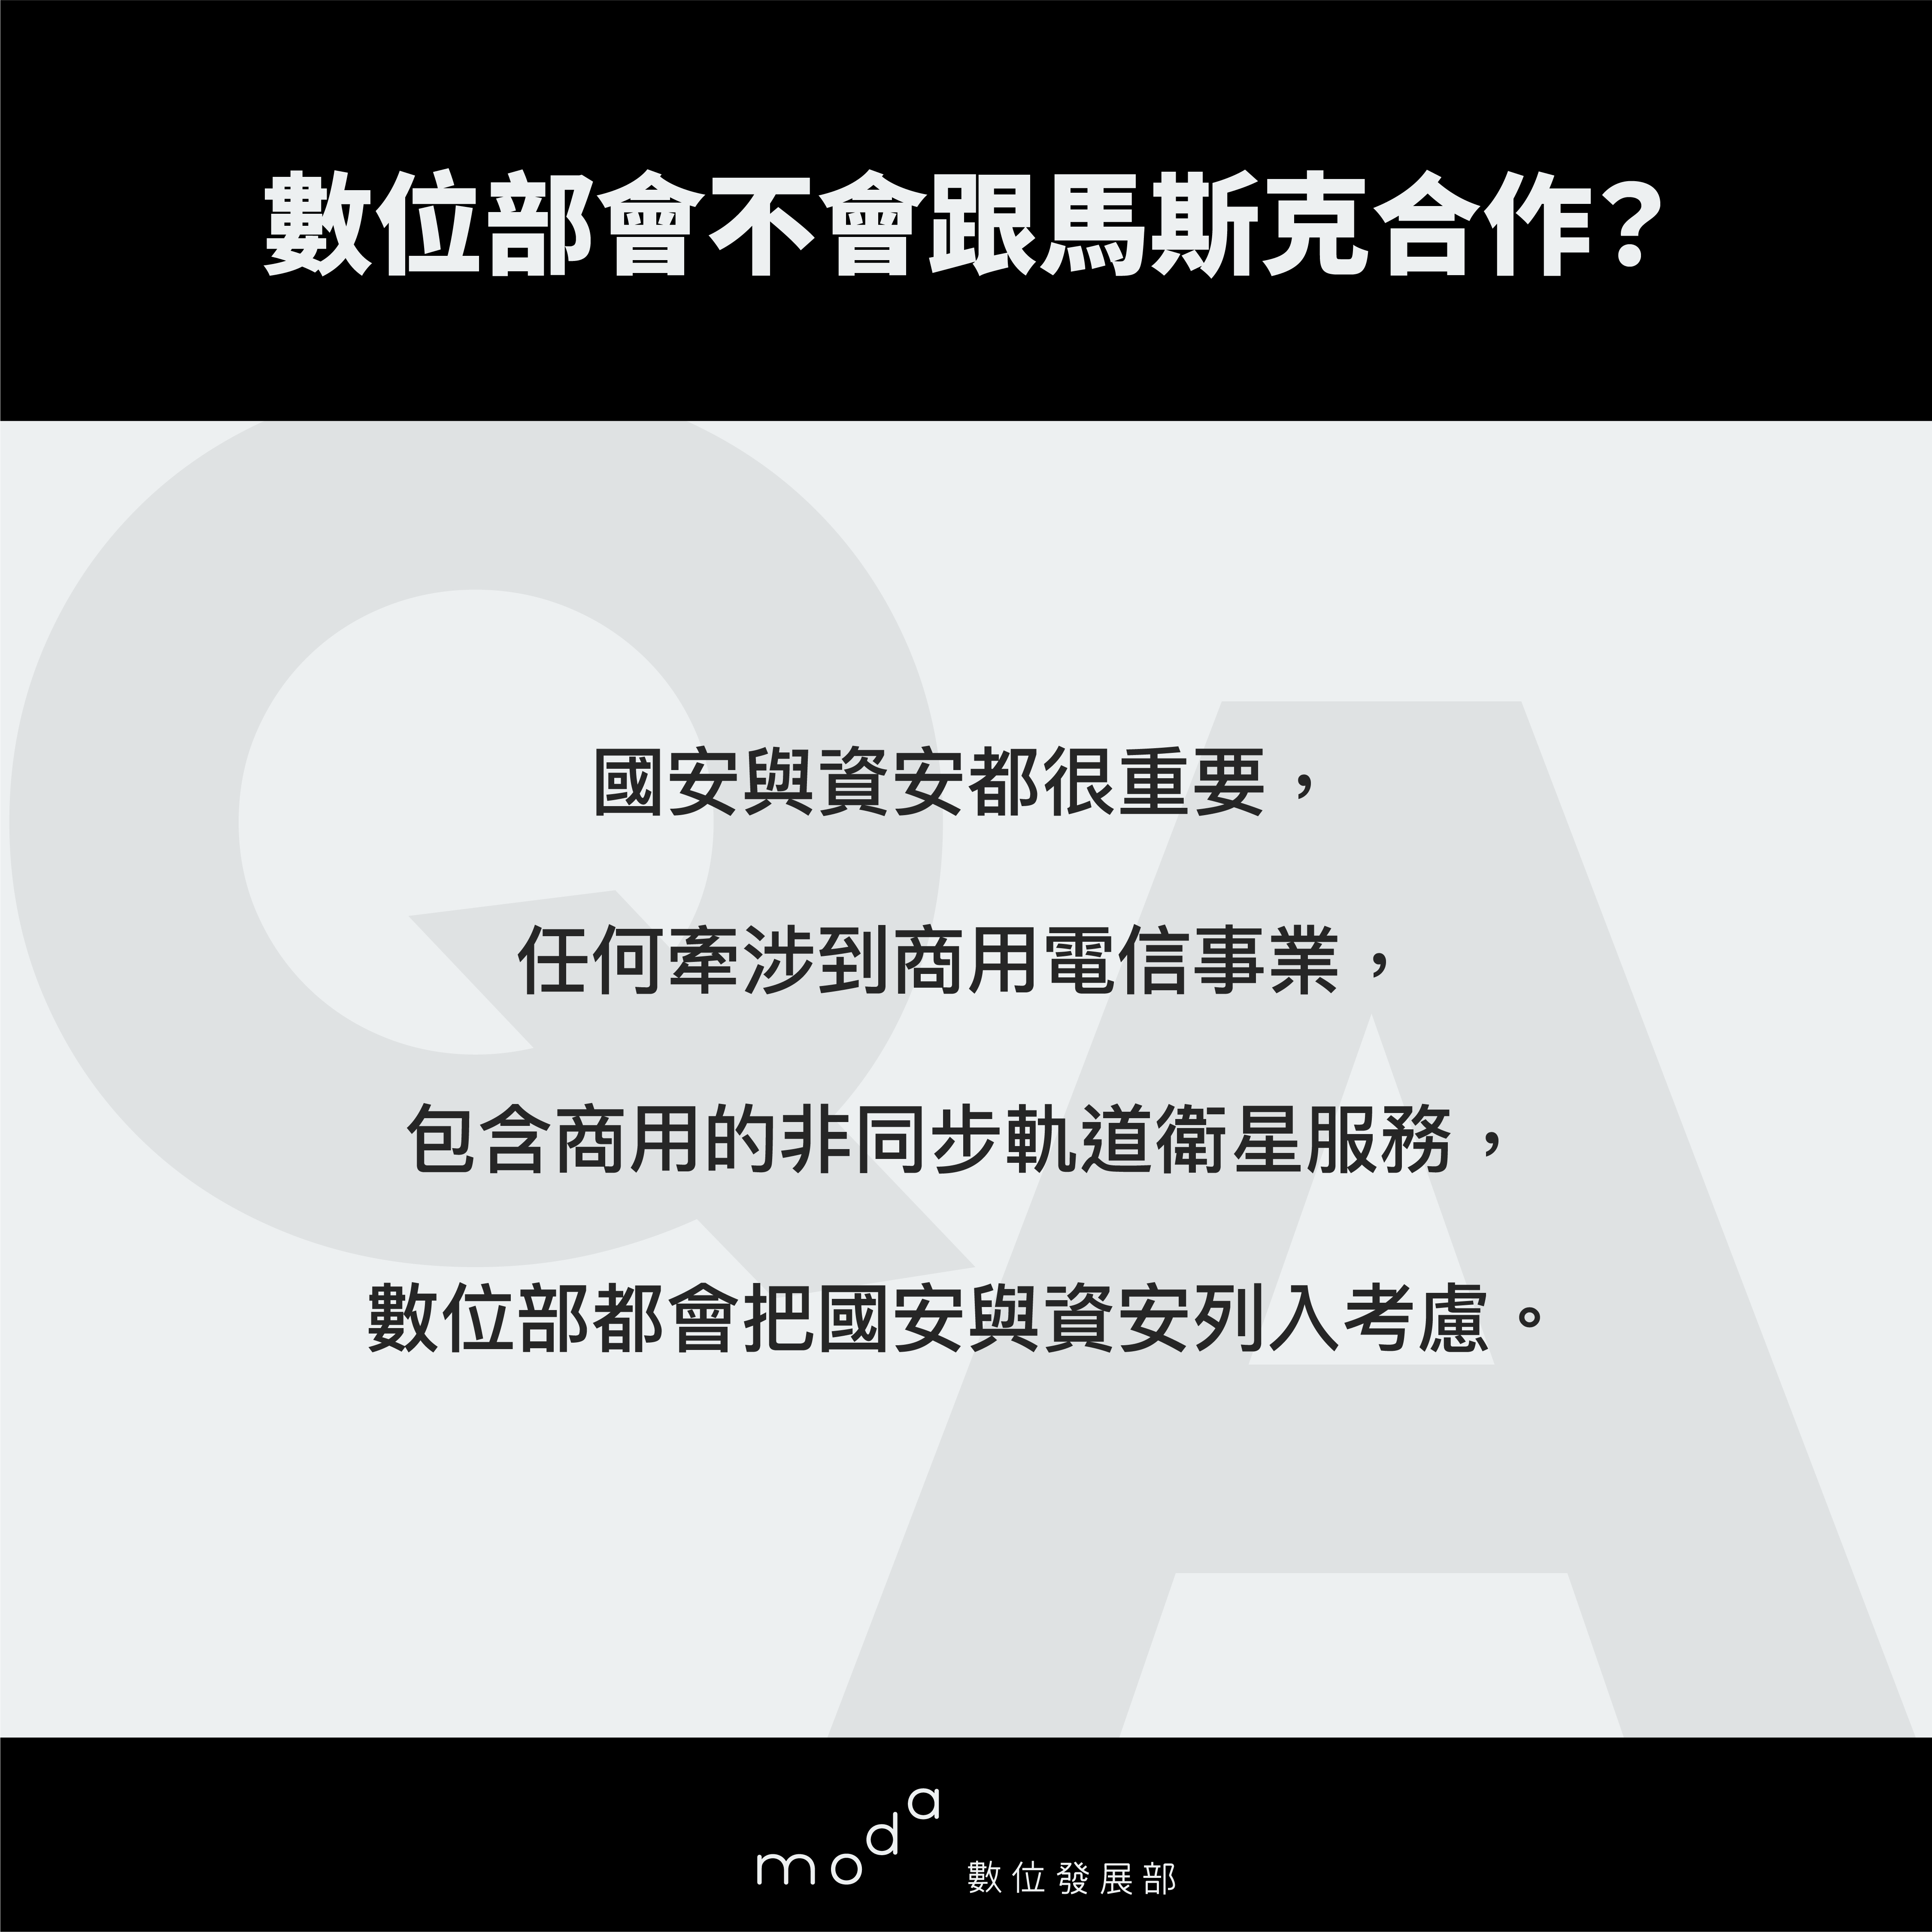 數位部會不會跟馬斯克合作?
國安與資安都很重要，
任何牽涉到商用電信事業，
包含商用的非同步軌道衛星服務，
數位部都會把國安與資安列入考慮。
QA
moda 數位發展部